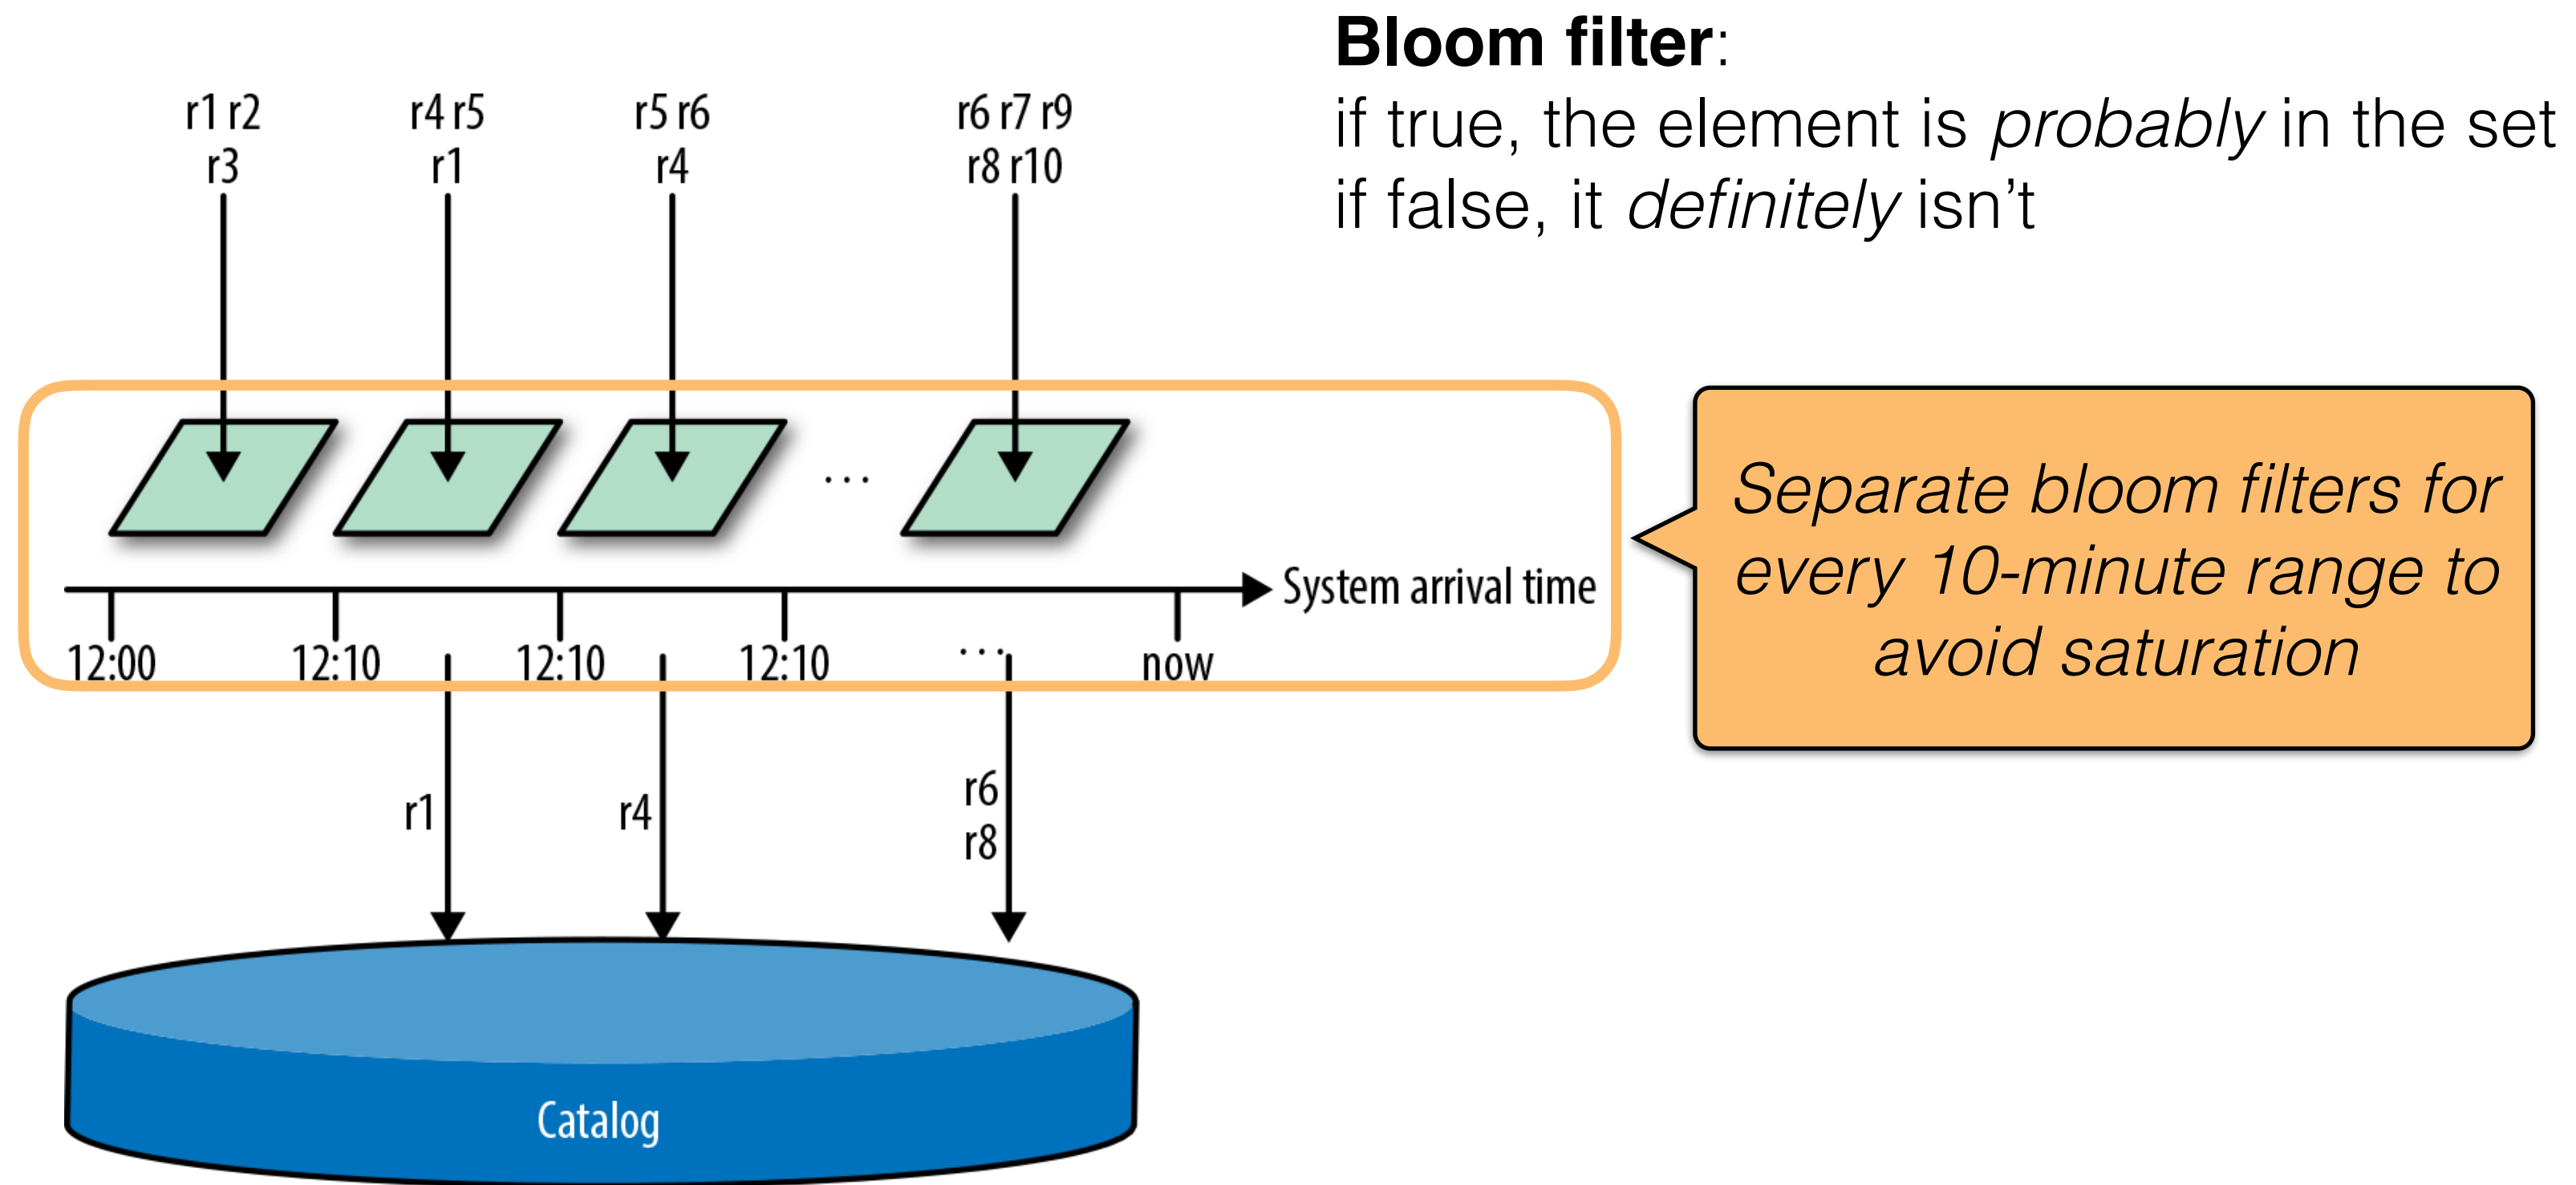 Bloom filter:
if true, the element is probably in the set
if false, it definitely isn't
r1 r2
r3
r4 r5
r1
r5 r6
r4
r6 r7 r9
r8 r10
...
System arrival time
12:00
12:10
12:10
12:10
...
now
Separate bloom filters for
every 10-minute range to
avoid saturation
r1
r4
r6
r8
Catalog